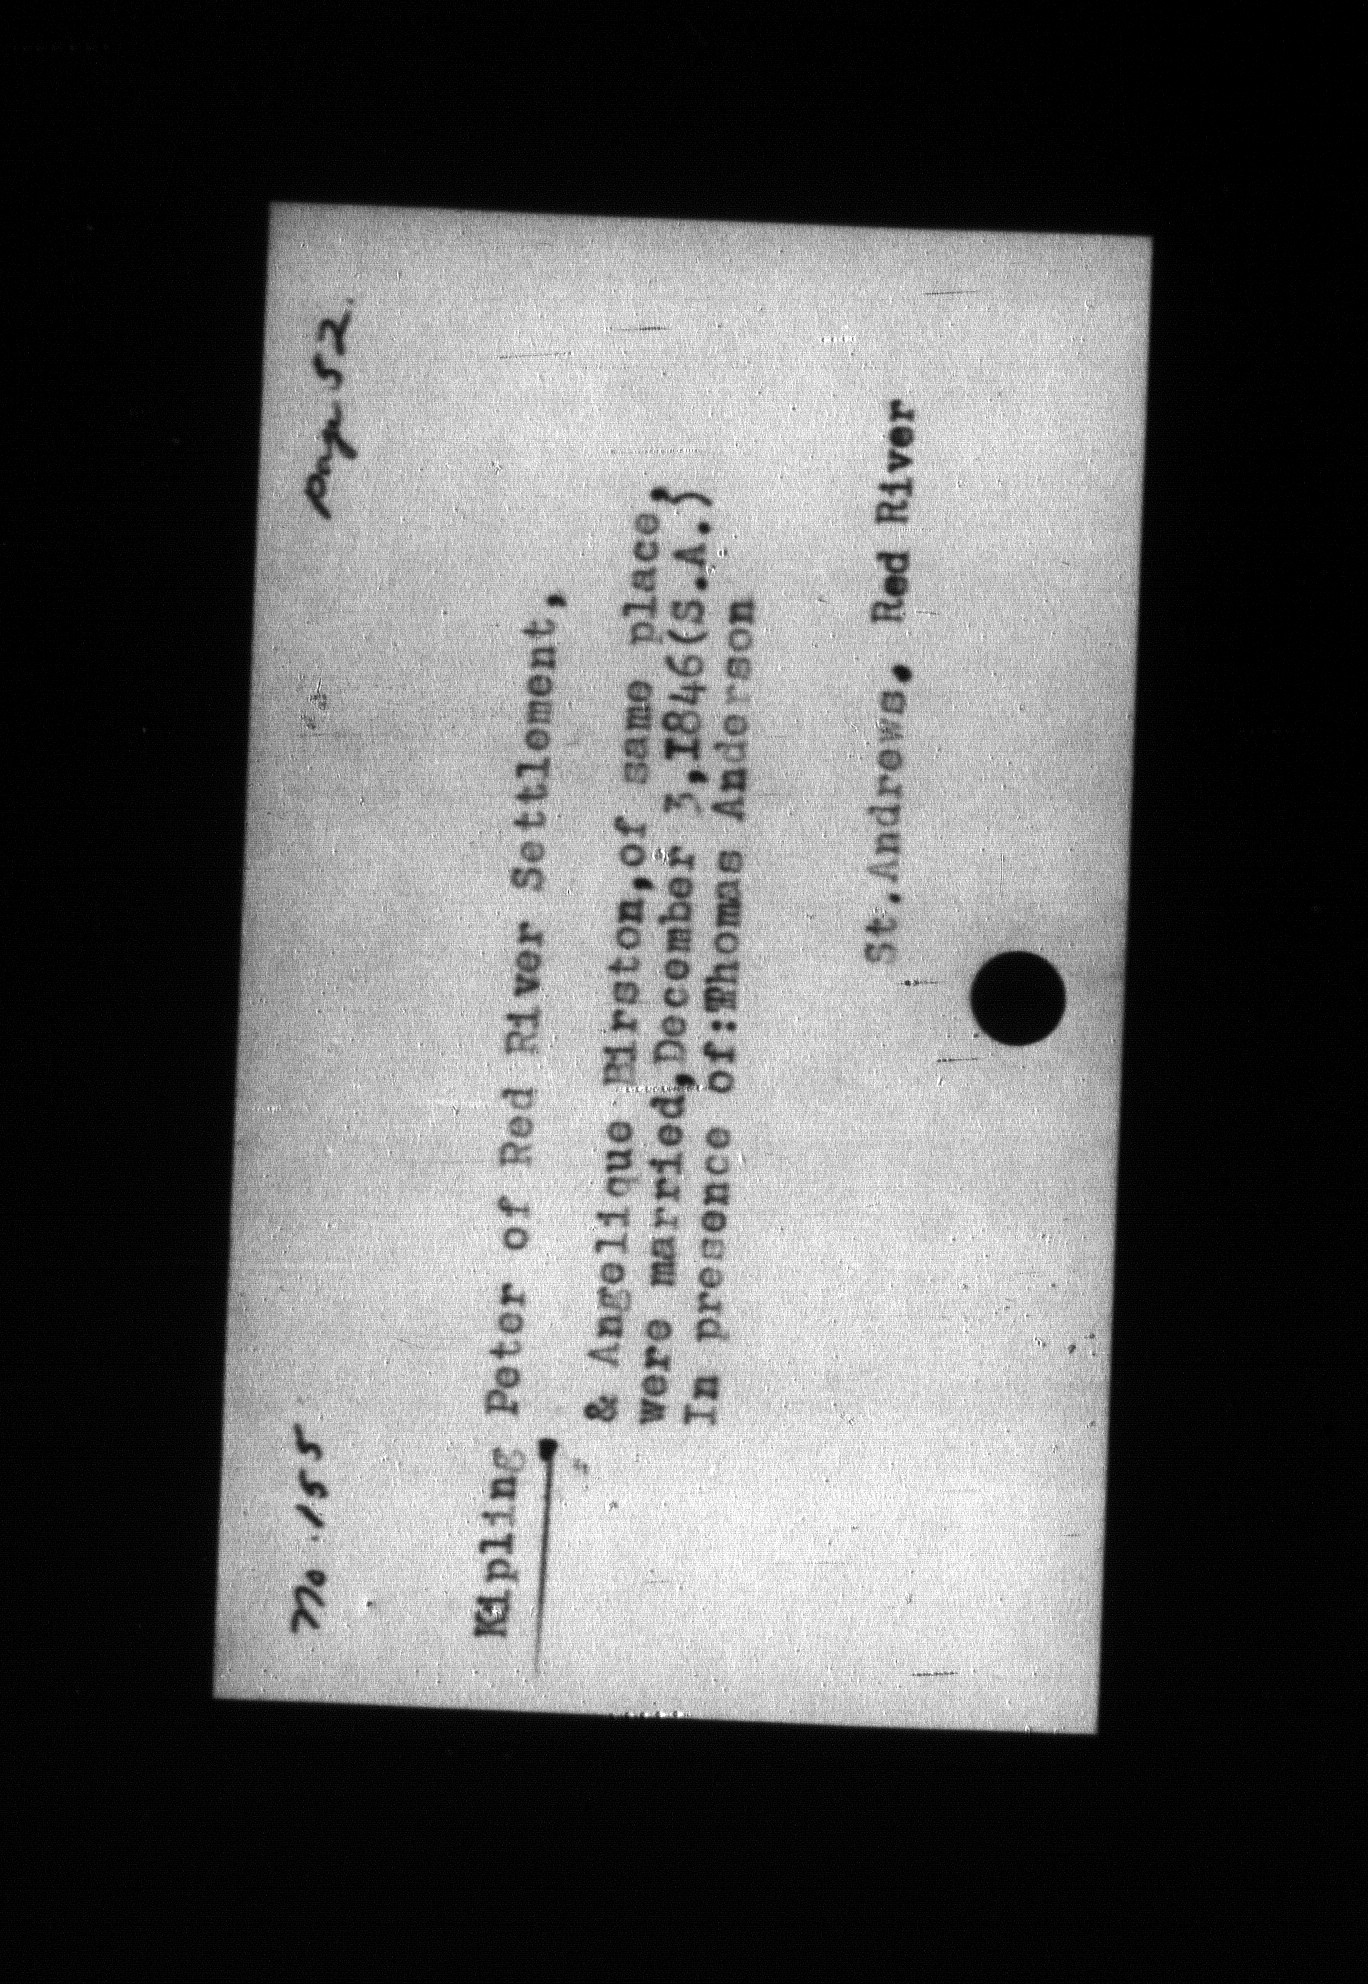 no. 155
page 52.
Kipling Peter of Red River Settlement,
& Angelique Birston,of same place,
were married,December 3,1846(S.A.)
In presence of:Thomas Anderson
St.Andrews. Red River